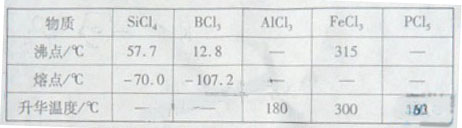 物质 SiCl₄ BCl₃ AlCl₃ FeCl₃ PCl₅
沸点/℃ 57.7 12.8 — 315 —
熔点/℃ -70.0 -107.2 — — —
升华温度/℃ — — 180 300